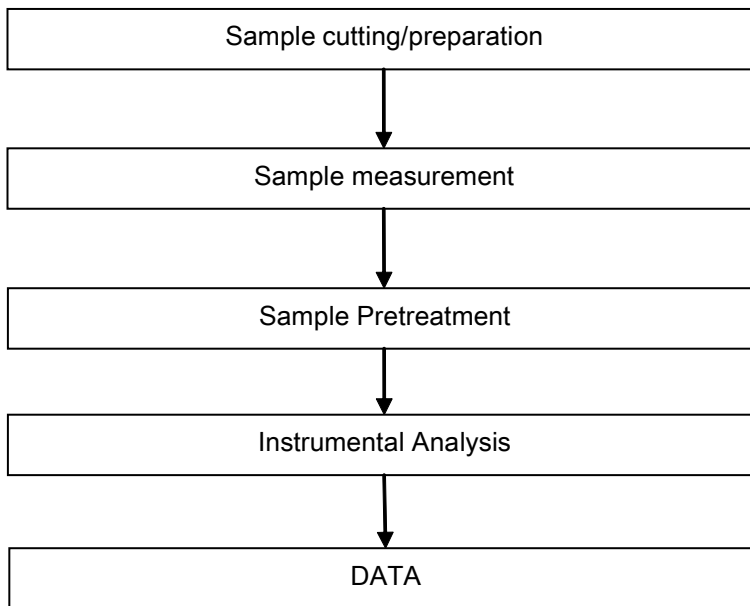 Sample cutting/preparation
Sample measurement
Sample Pretreatment
Instrumental Analysis
DATA